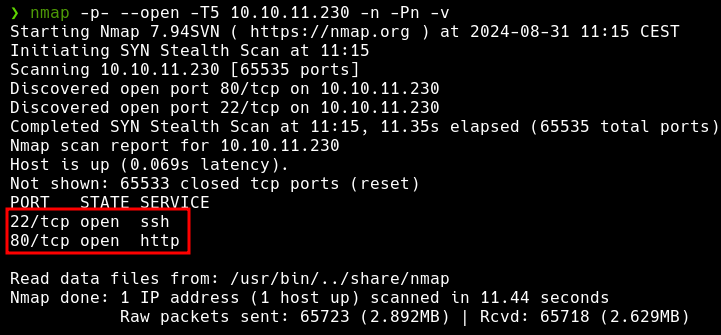 ❯ nmap -p- --open -T5 10.10.11.230 -n -Pn -v
Starting Nmap 7.94SVN ( https://nmap.org ) at 2024-08-31 11:15 CEST
Initiating SYN Stealth Scan at 11:15
Scanning 10.10.11.230 [65535 ports]
Discovered open port 80/tcp on 10.10.11.230
Discovered open port 22/tcp on 10.10.11.230
Completed SYN Stealth Scan at 11:15, 11.35s elapsed (65535 total ports)
Nmap scan report for 10.10.11.230
Host is up (0.069s latency).
Not shown: 65533 closed tcp ports (reset)
PORT   STATE SERVICE
22/tcp open  ssh
80/tcp open  http
Read data files from: /usr/bin/../share/nmap
Nmap done: 1 IP address (1 host up) scanned in 11.44 seconds
Raw packets sent: 65723 (2.892MB) | Rcvd: 65718 (2.629MB)